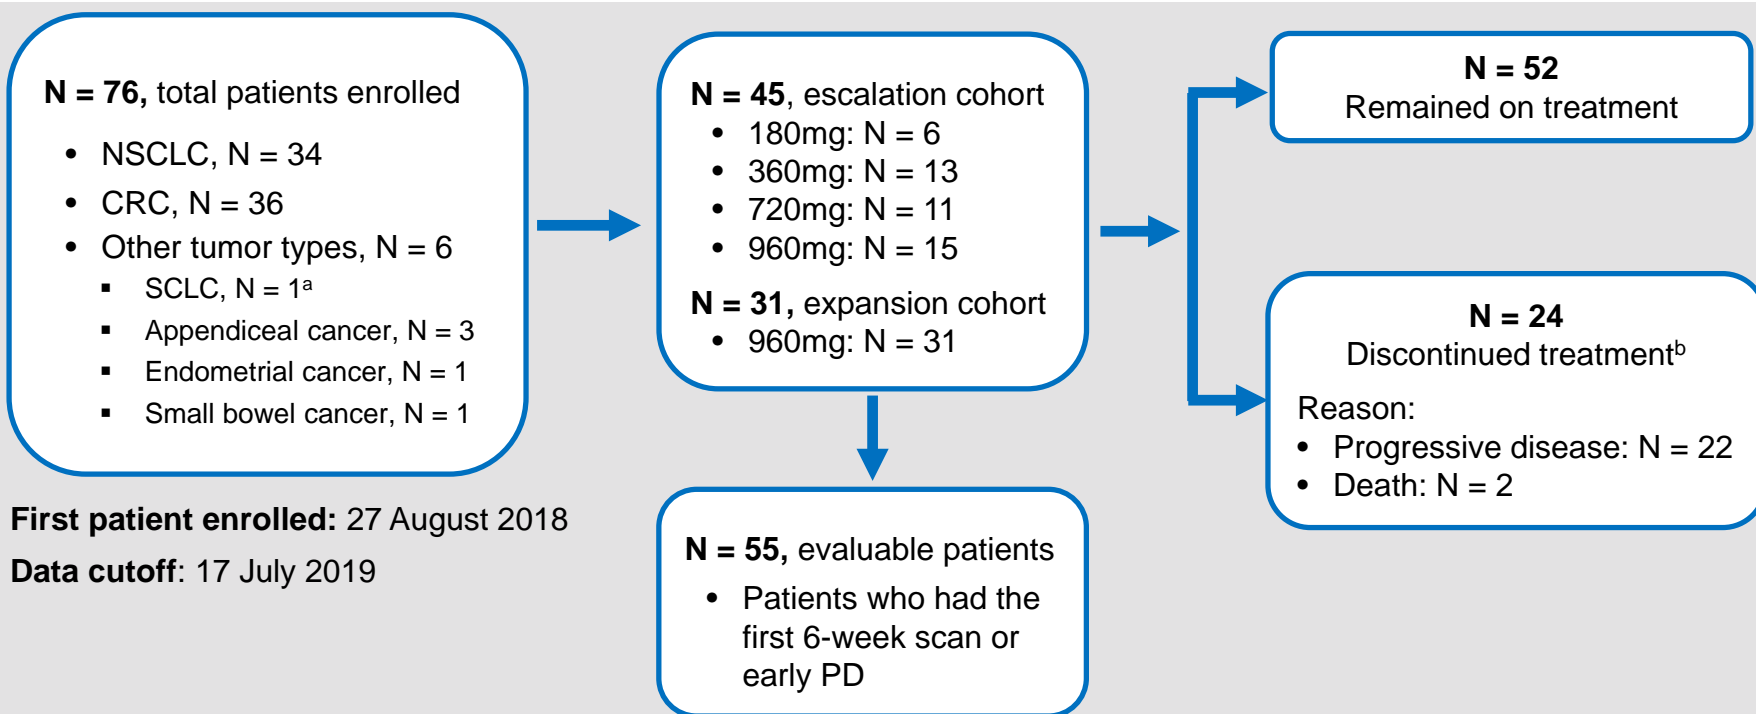 N = 76, total patients enrolled
• NSCLC, N = 34
• CRC, N = 36
• Other tumor types, N = 6
▪ SCLC, N = 1ᵃ
▪ Appendiceal cancer, N = 3
▪ Endometrial cancer, N = 1
▪ Small bowel cancer, N = 1
First patient enrolled: 27 August 2018
Data cutoff: 17 July 2019
N = 45, escalation cohort
• 180mg: N = 6
• 360mg: N = 13
• 720mg: N = 11
• 960mg: N = 15
N = 31, expansion cohort
• 960mg: N = 31
N = 55, evaluable patients
• Patients who had the
first 6-week scan or
early PD
N = 52
Remained on treatment
N = 24
Discontinued treatmentᵇ
Reason:
• Progressive disease: N = 22
• Death: N = 2